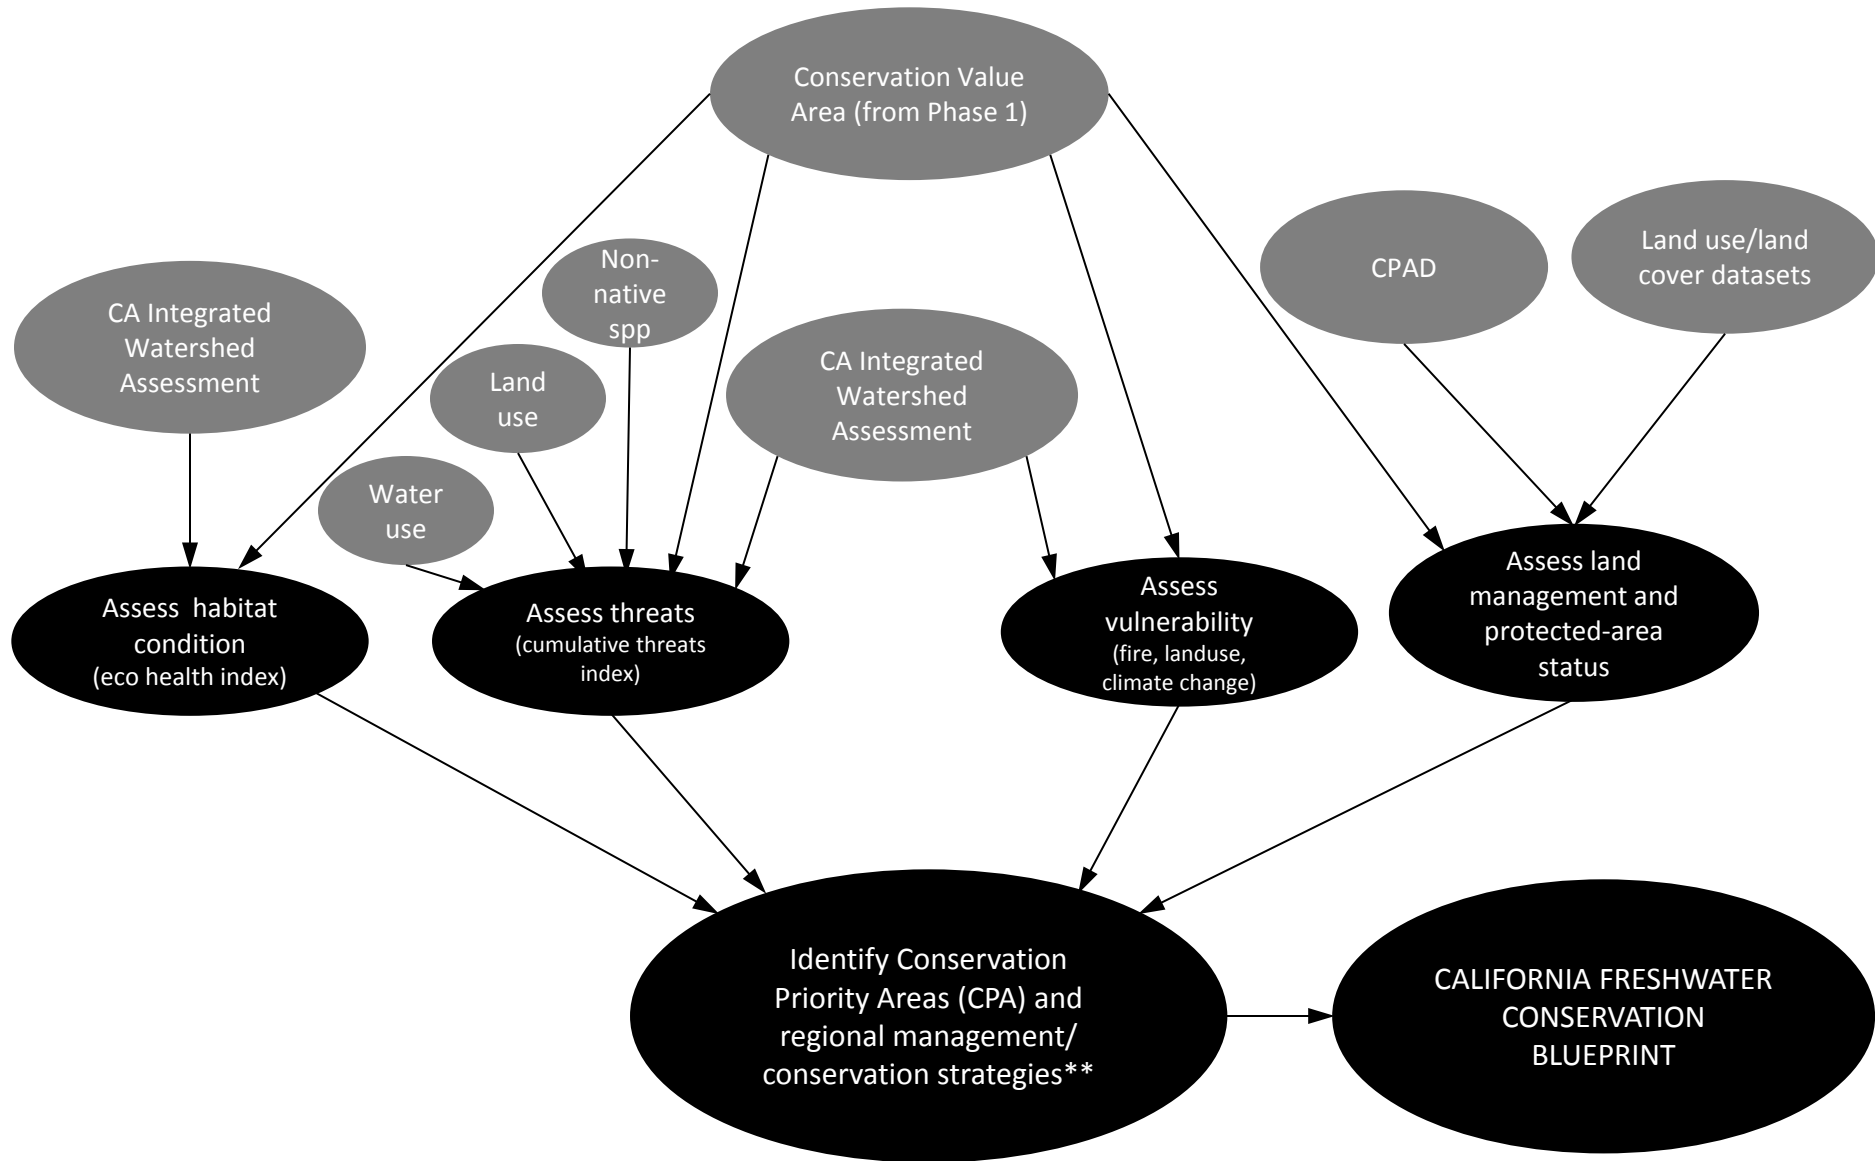 Conservation Value
Area (from Phase 1)
CPAD
Land use/land
cover datasets
Non-
native
spp
CA Integrated
Watershed
Assessment
Land
use
CA Integrated
Watershed
Assessment
Water
use
Assess habitat
condition
(eco health index)
Assess threats
(cumulative threats
index)
Assess
vulnerability
(fire, landuse,
climate change)
Assess land
management and
protected-area
status
Identify Conservation
Priority Areas (CPA) and
regional management/
conservation strategies**
CALIFORNIA FRESHWATER
CONSERVATION
BLUEPRINT